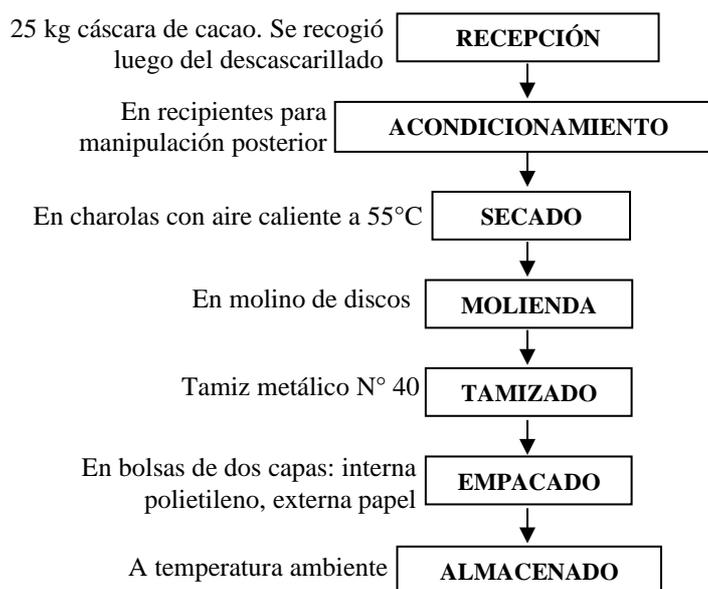 25 kg cáscara de cacao. Se recogió
luego del descascarillado
RECEPCIÓN
En recipientes para
manipulación posterior
ACONDICIONAMIENTO
En charolas con aire caliente a 55°C
SECADO
En molino de discos
MOLIENDA
Tamiz metálico N° 40
TAMIZADO
En bolsas de dos capas: interna
polietileno, externa papel
EMPACADO
A temperatura ambiente
ALMACENADO